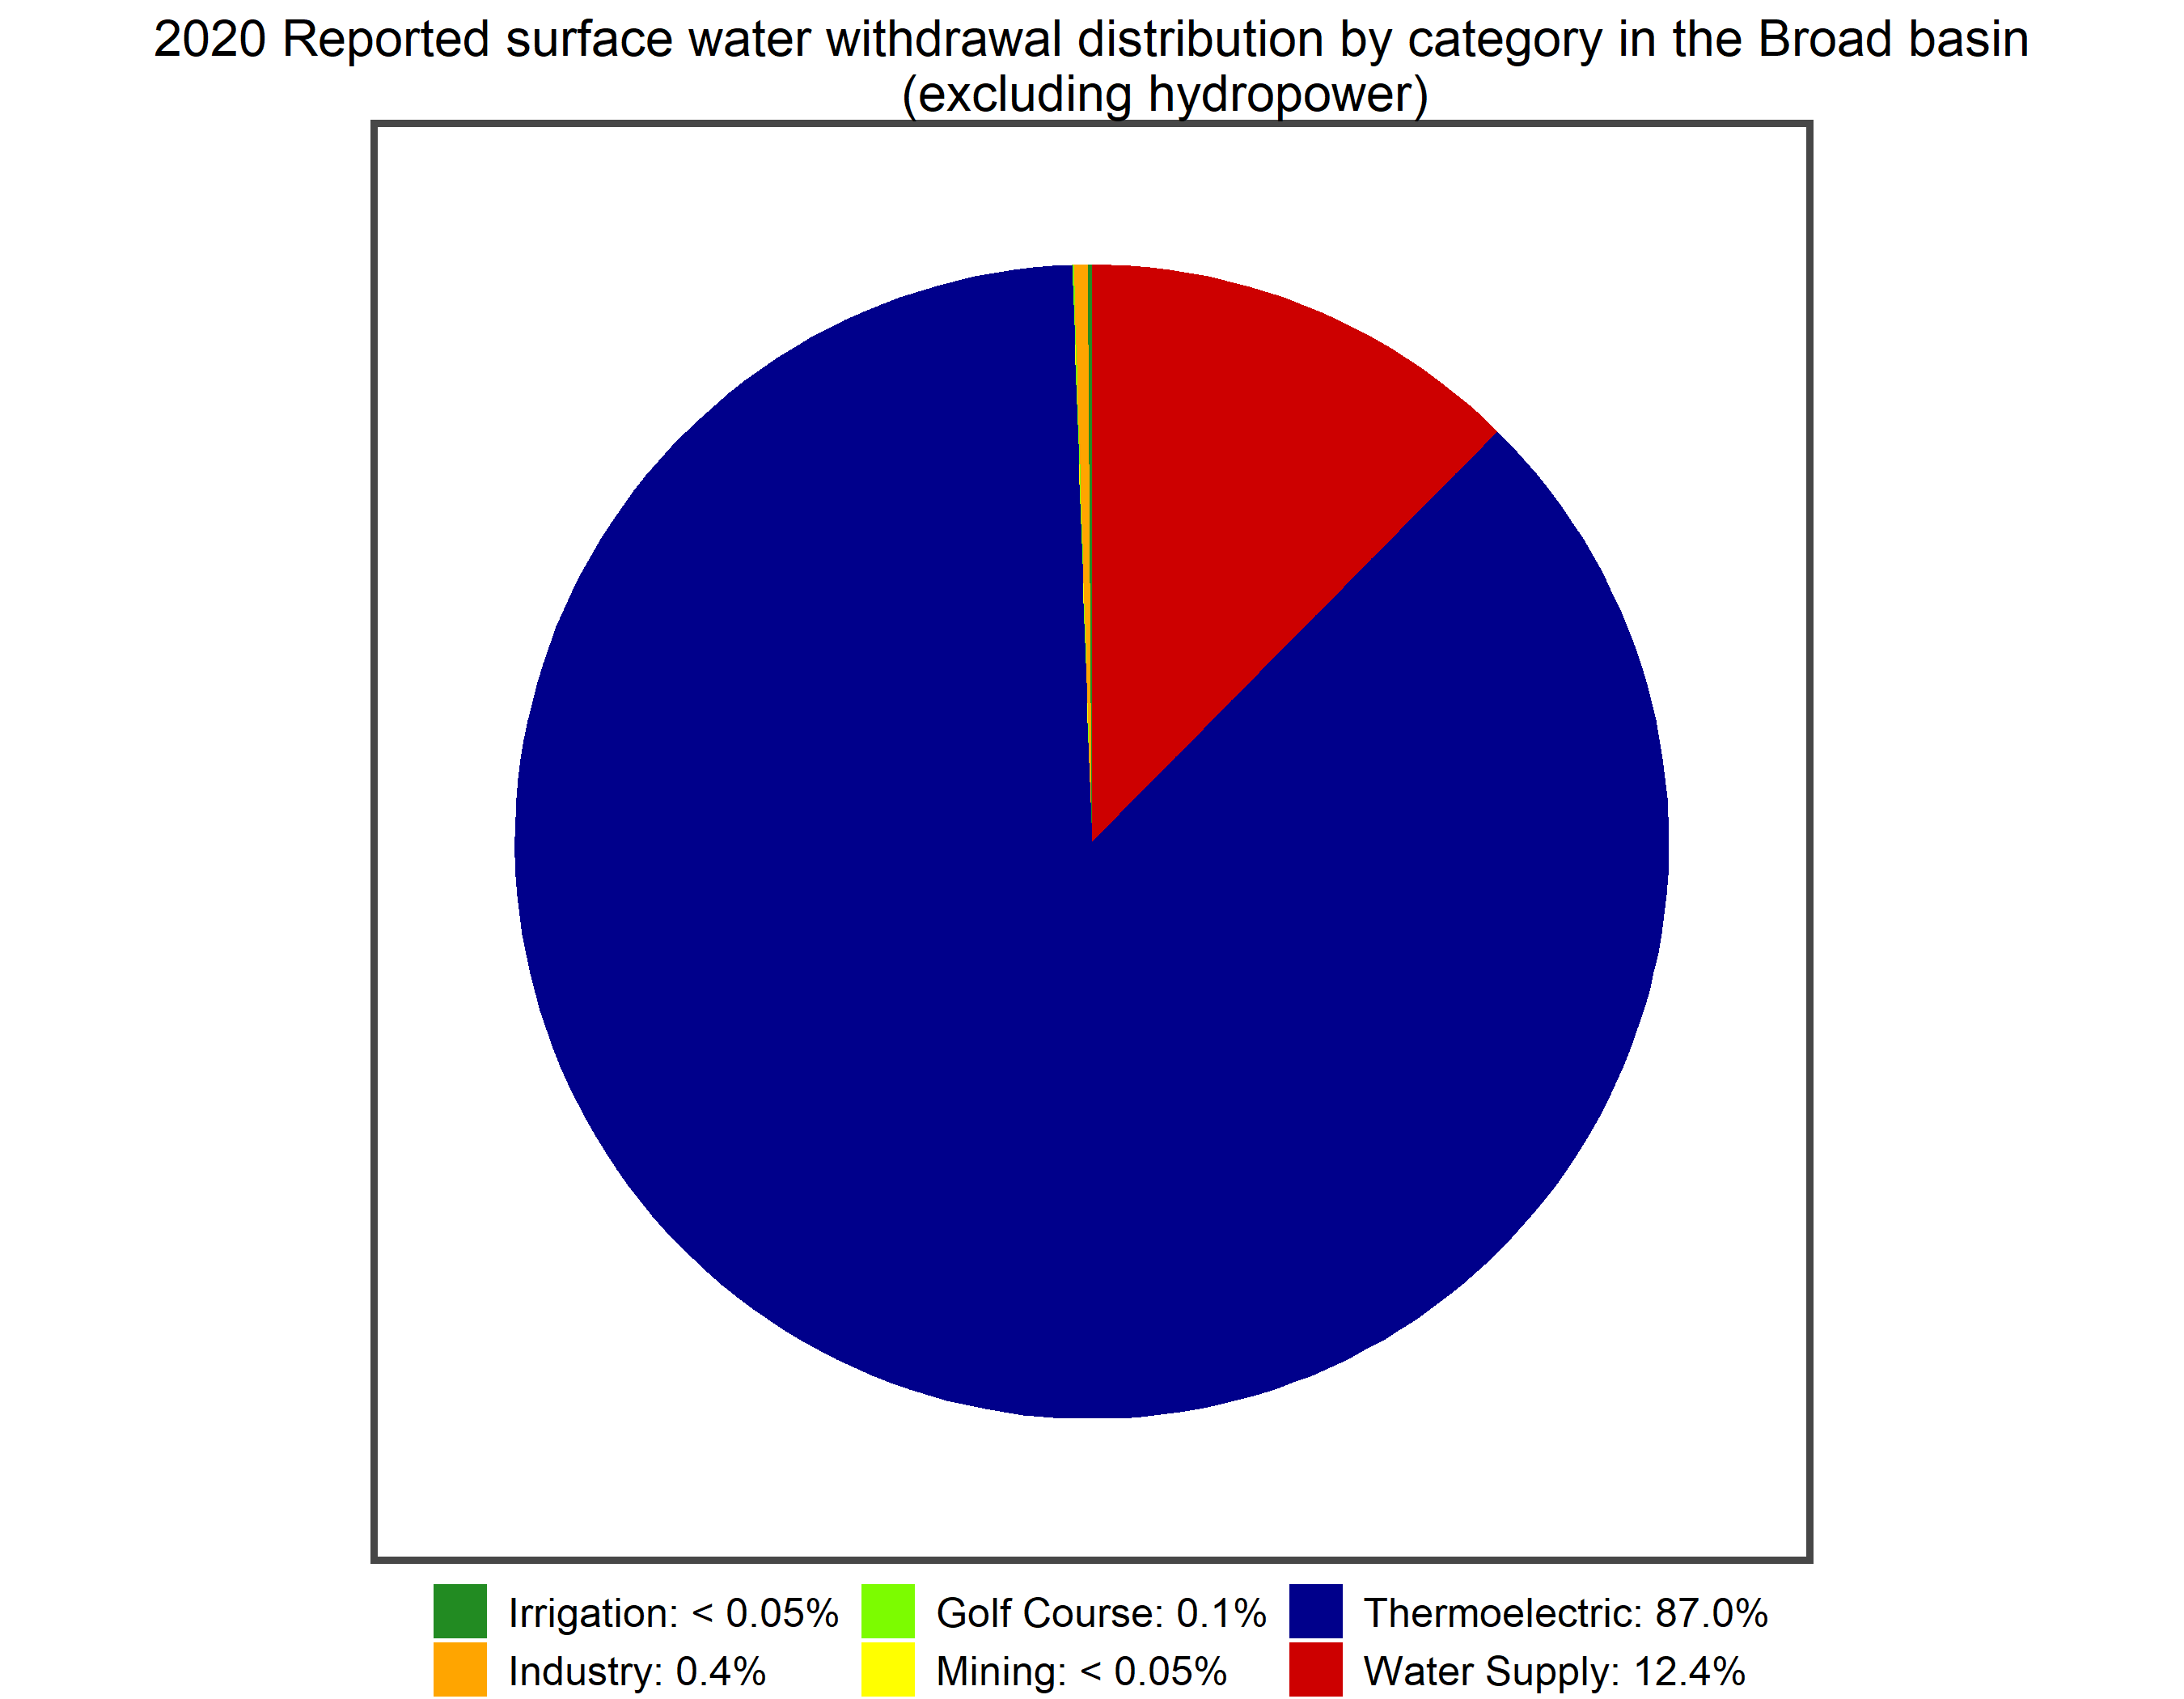 2020 Reported surface water withdrawal distribution by category in the Broad basin
(excluding hydropower)
Irrigation: < 0.05%
Golf Course: 0.1%
Thermoelectric: 87.0%
Industry: 0.4%
Mining: < 0.05%
Water Supply: 12.4%